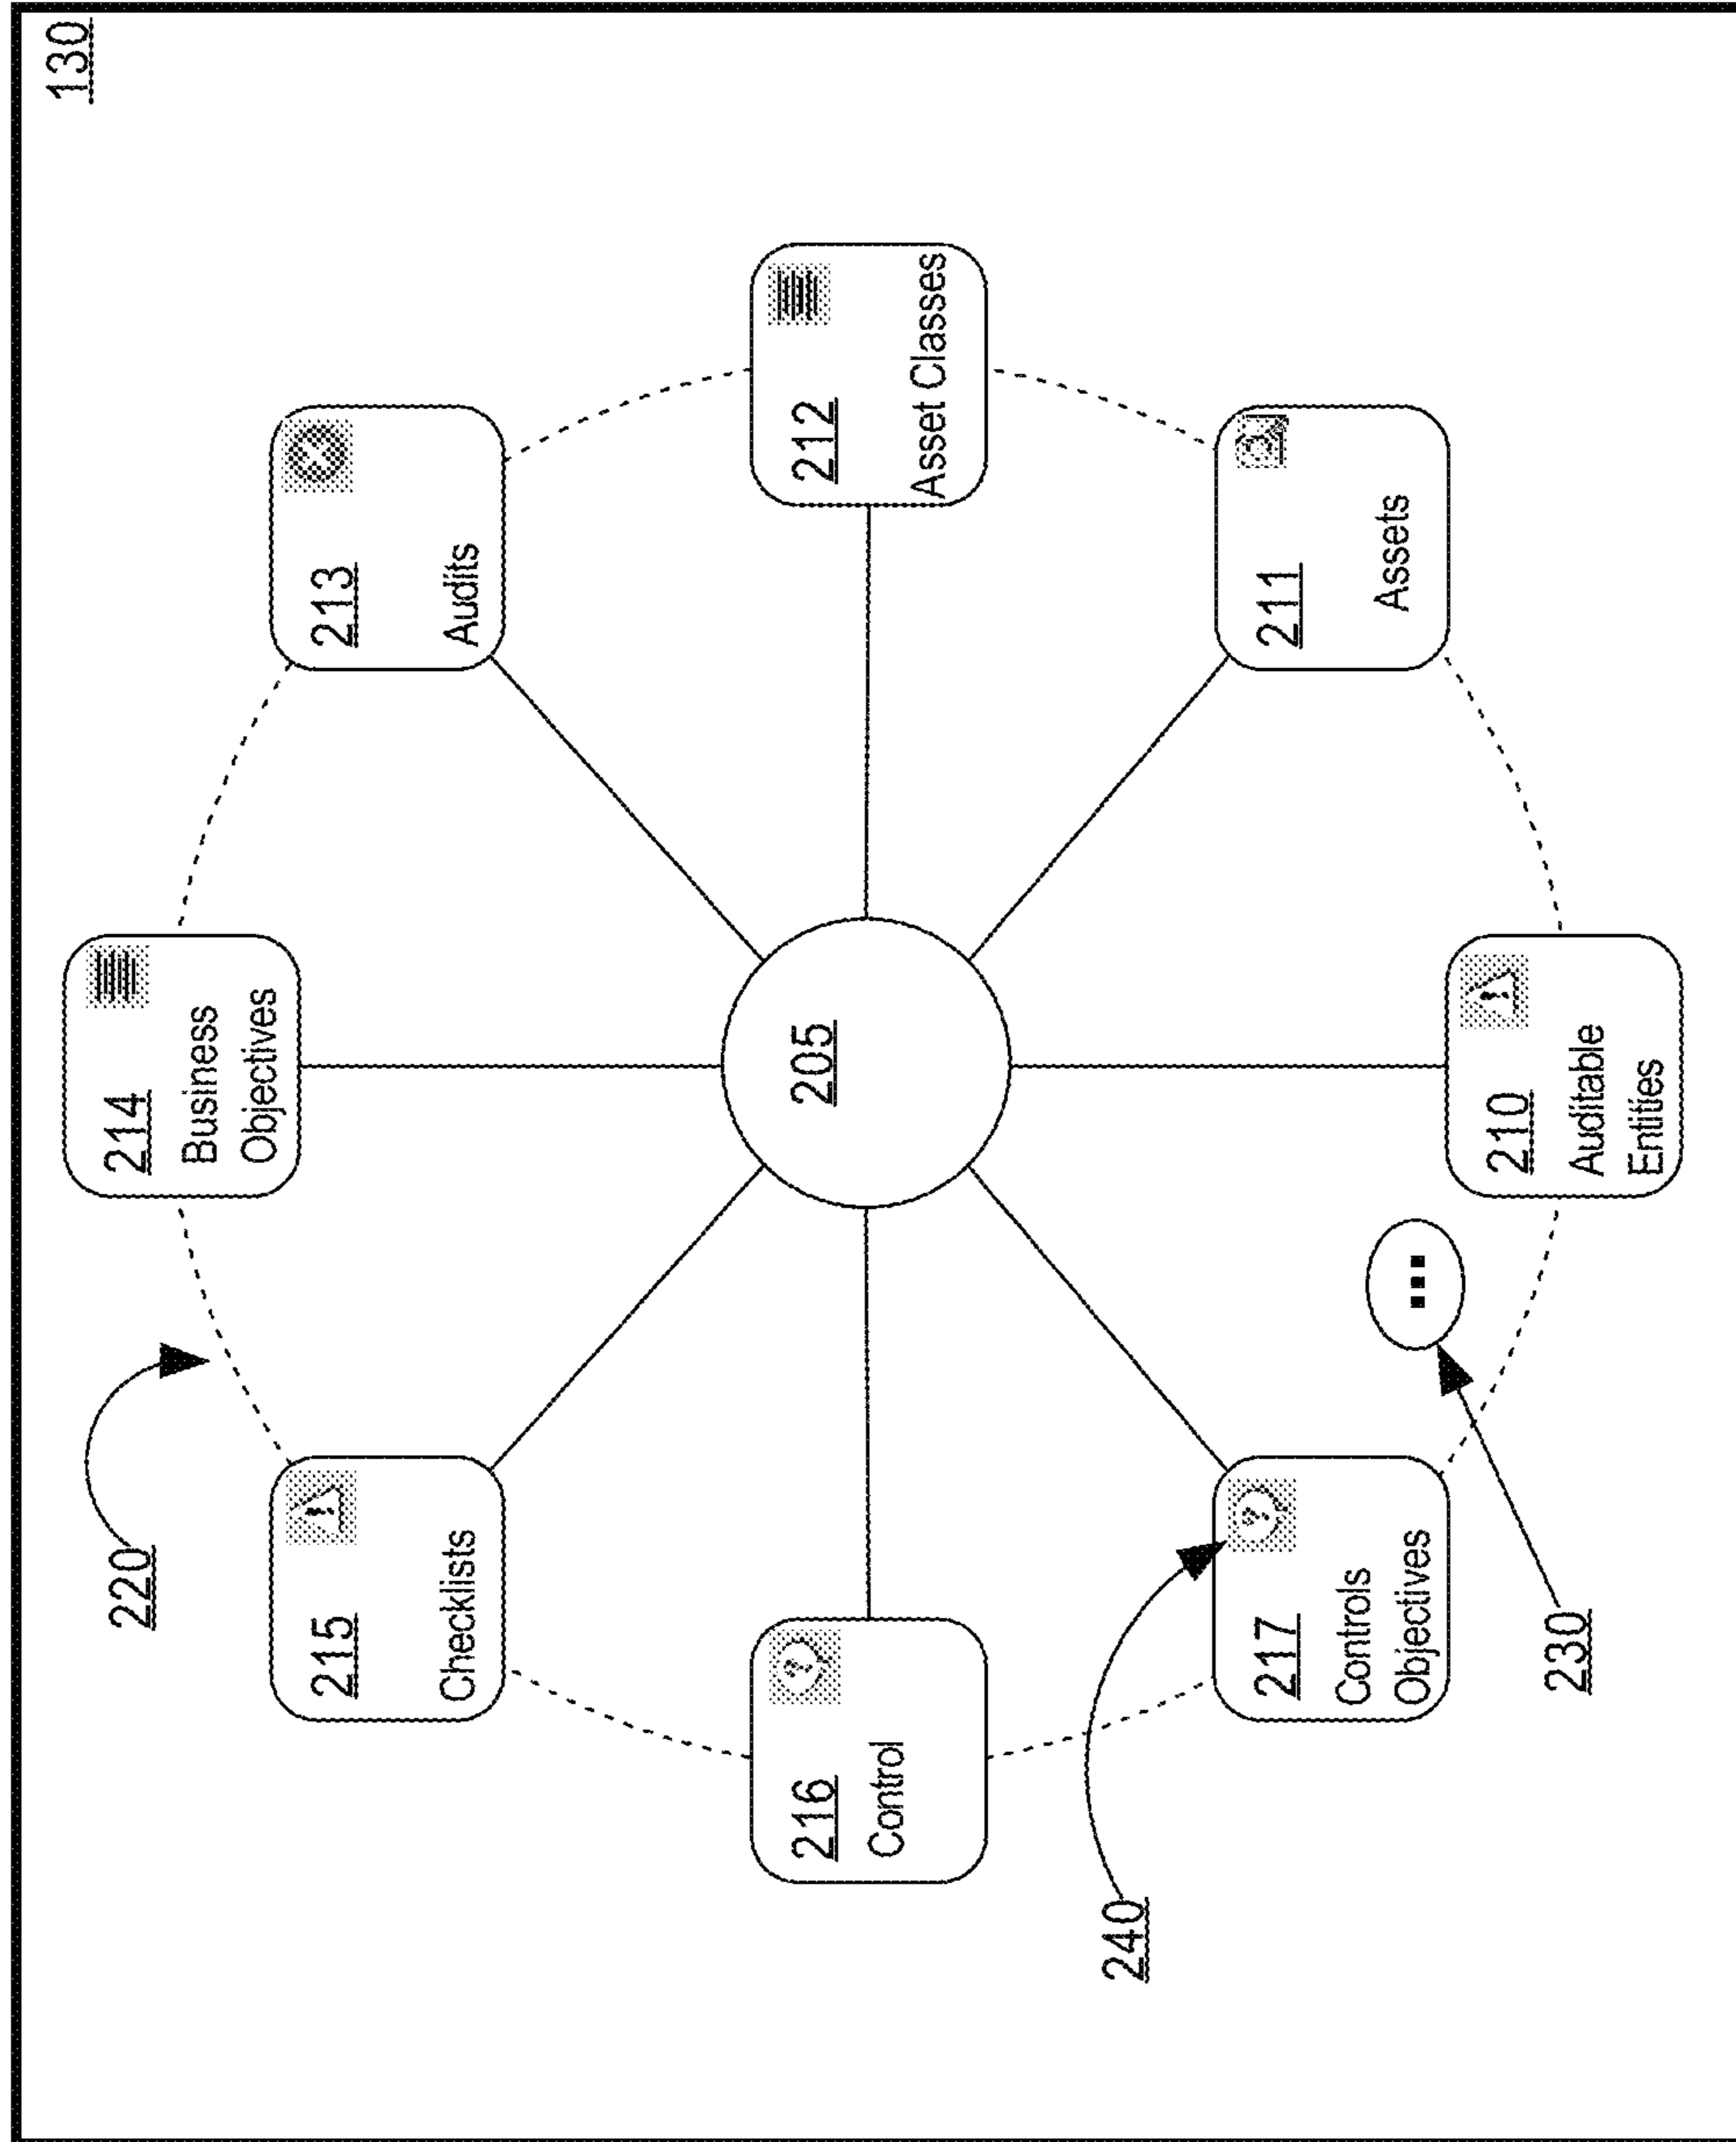 130
220
214
Business
Objectives
215
Checklists
213
Audits
216
Control
205
212
Asset Classes
240
217
Controls
Objectives
211
Assets
...
210
Auditable
Entities
230